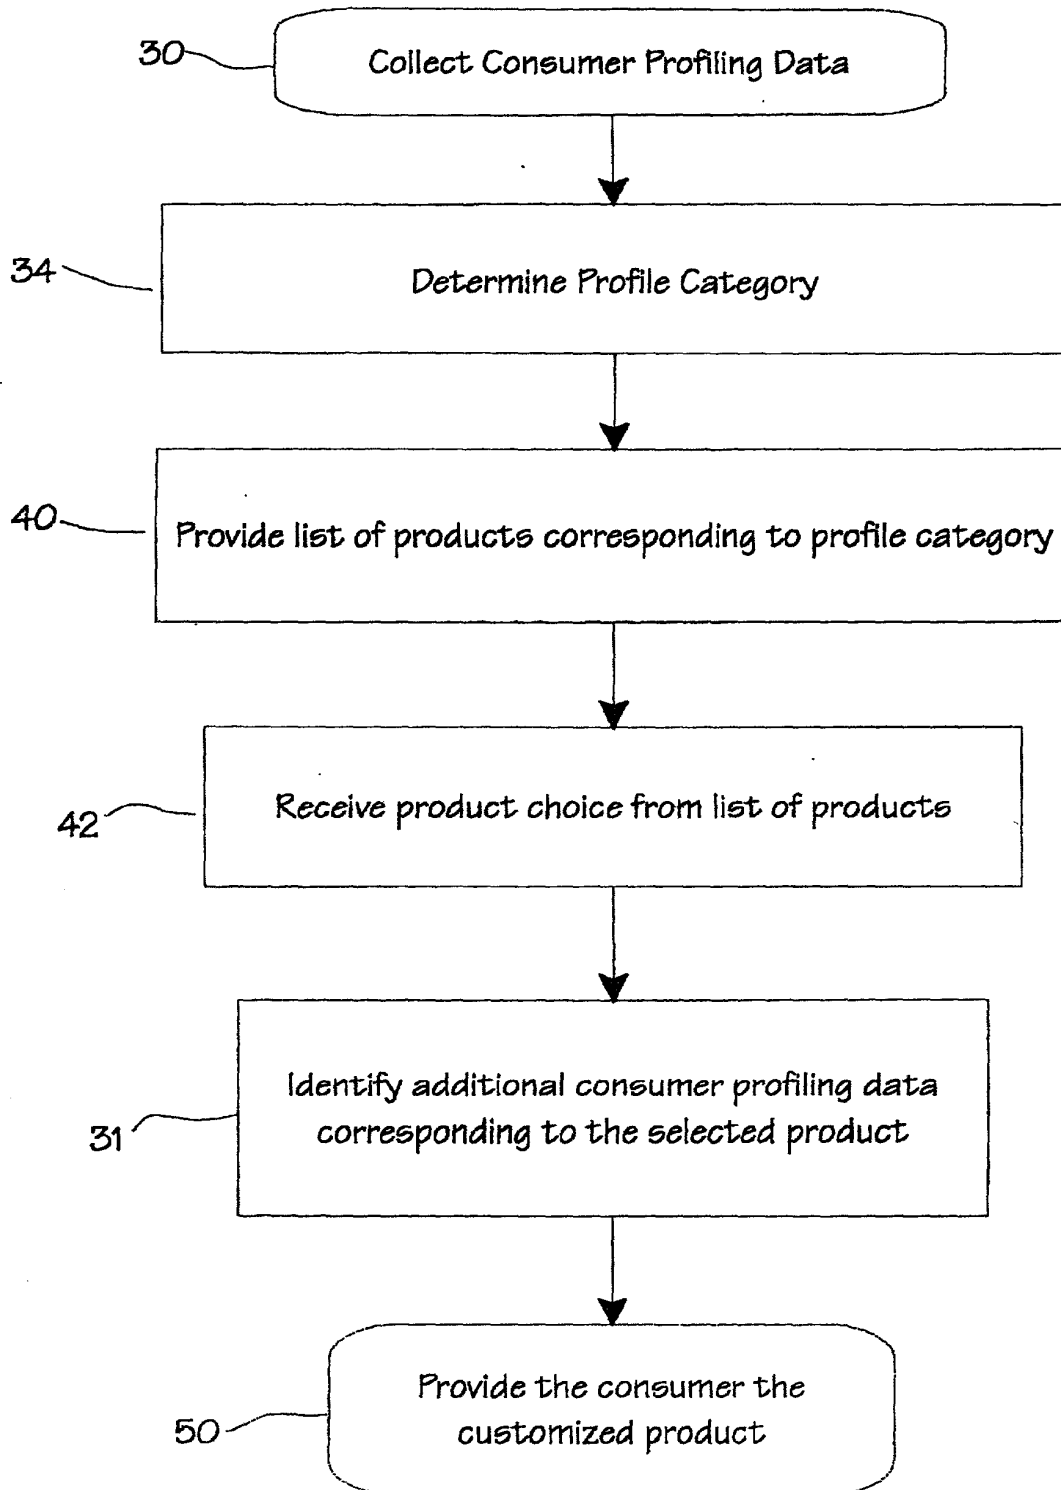 30
Collect Consumer Profiling Data
34
Determine Profile Category
40
Provide list of products corresponding to profile category
42
Receive product choice from list of products
31
Identify additional consumer profiling data
corresponding to the selected product
50
Provide the consumer the
customized product